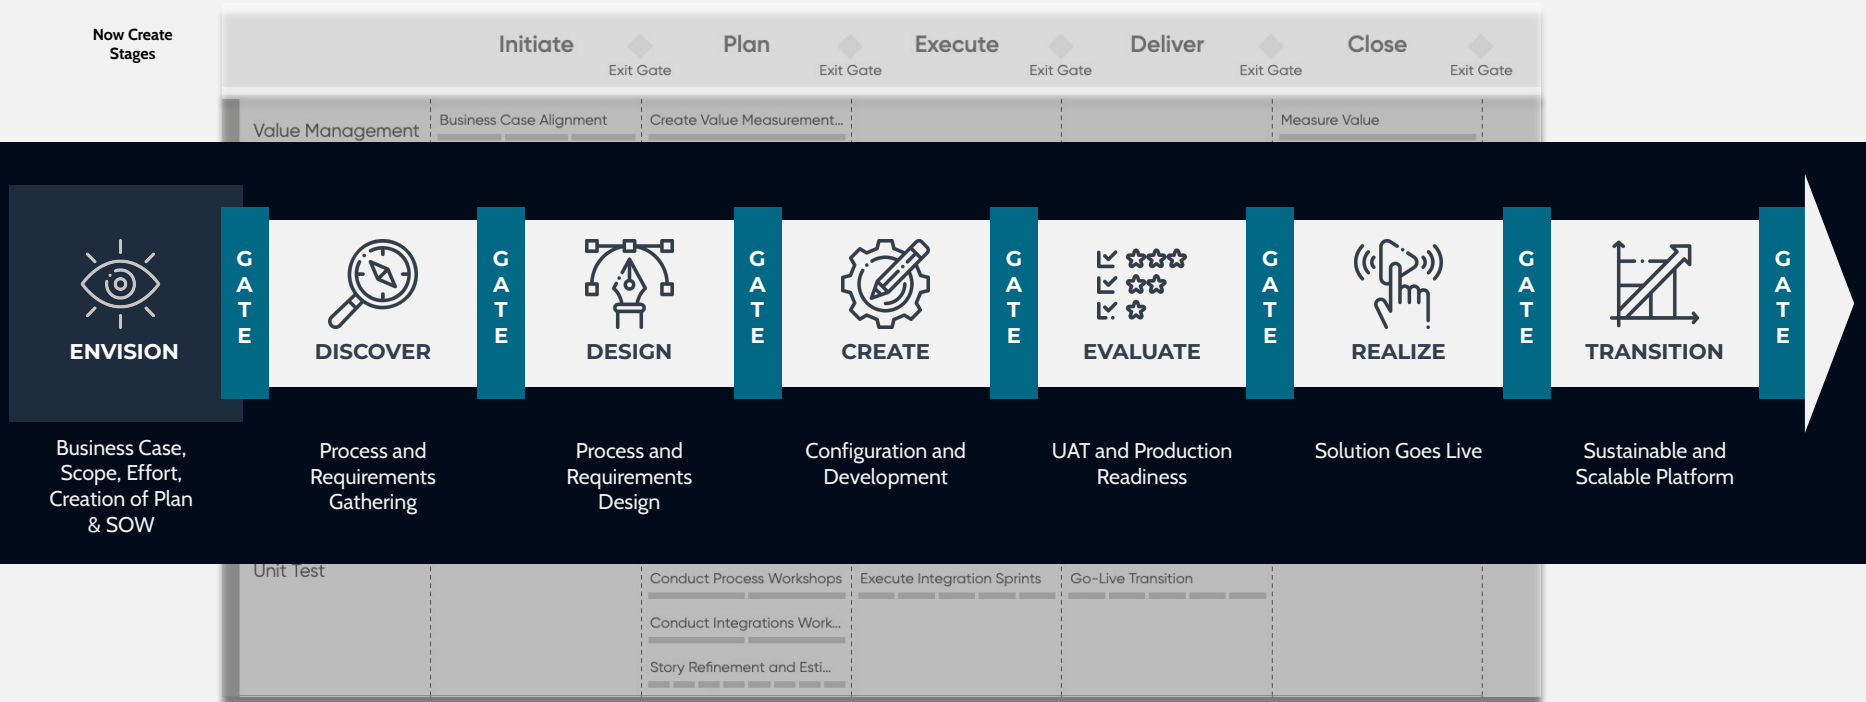 Now Create
Stages
Initiate
Plan
Execute
Deliver
Close
Exit Gate
Exit Gate
Exit Gate
Exit Gate
Exit Gate
Value Management
Business Case Alignment
Create Value Measurement...
Measure Value
GATE
GATE
GATE
GATE
GATE
GATE
GATE
ENVISION
DISCOVER
DESIGN
CREATE
EVALUATE
REALIZE
TRANSITION
Business Case,
Scope, Effort,
Creation of Plan
& SOW
Process and
Requirements
Gathering
Process and
Requirements
Design
Configuration and
Development
UAT and Production
Readiness
Solution Goes Live
Sustainable and
Scalable Platform
Unit Test
Conduct Process Workshops
Execute Integration Sprints
Go-Live Transition
Conduct Integrations Work...
Story Refinement and Esti...